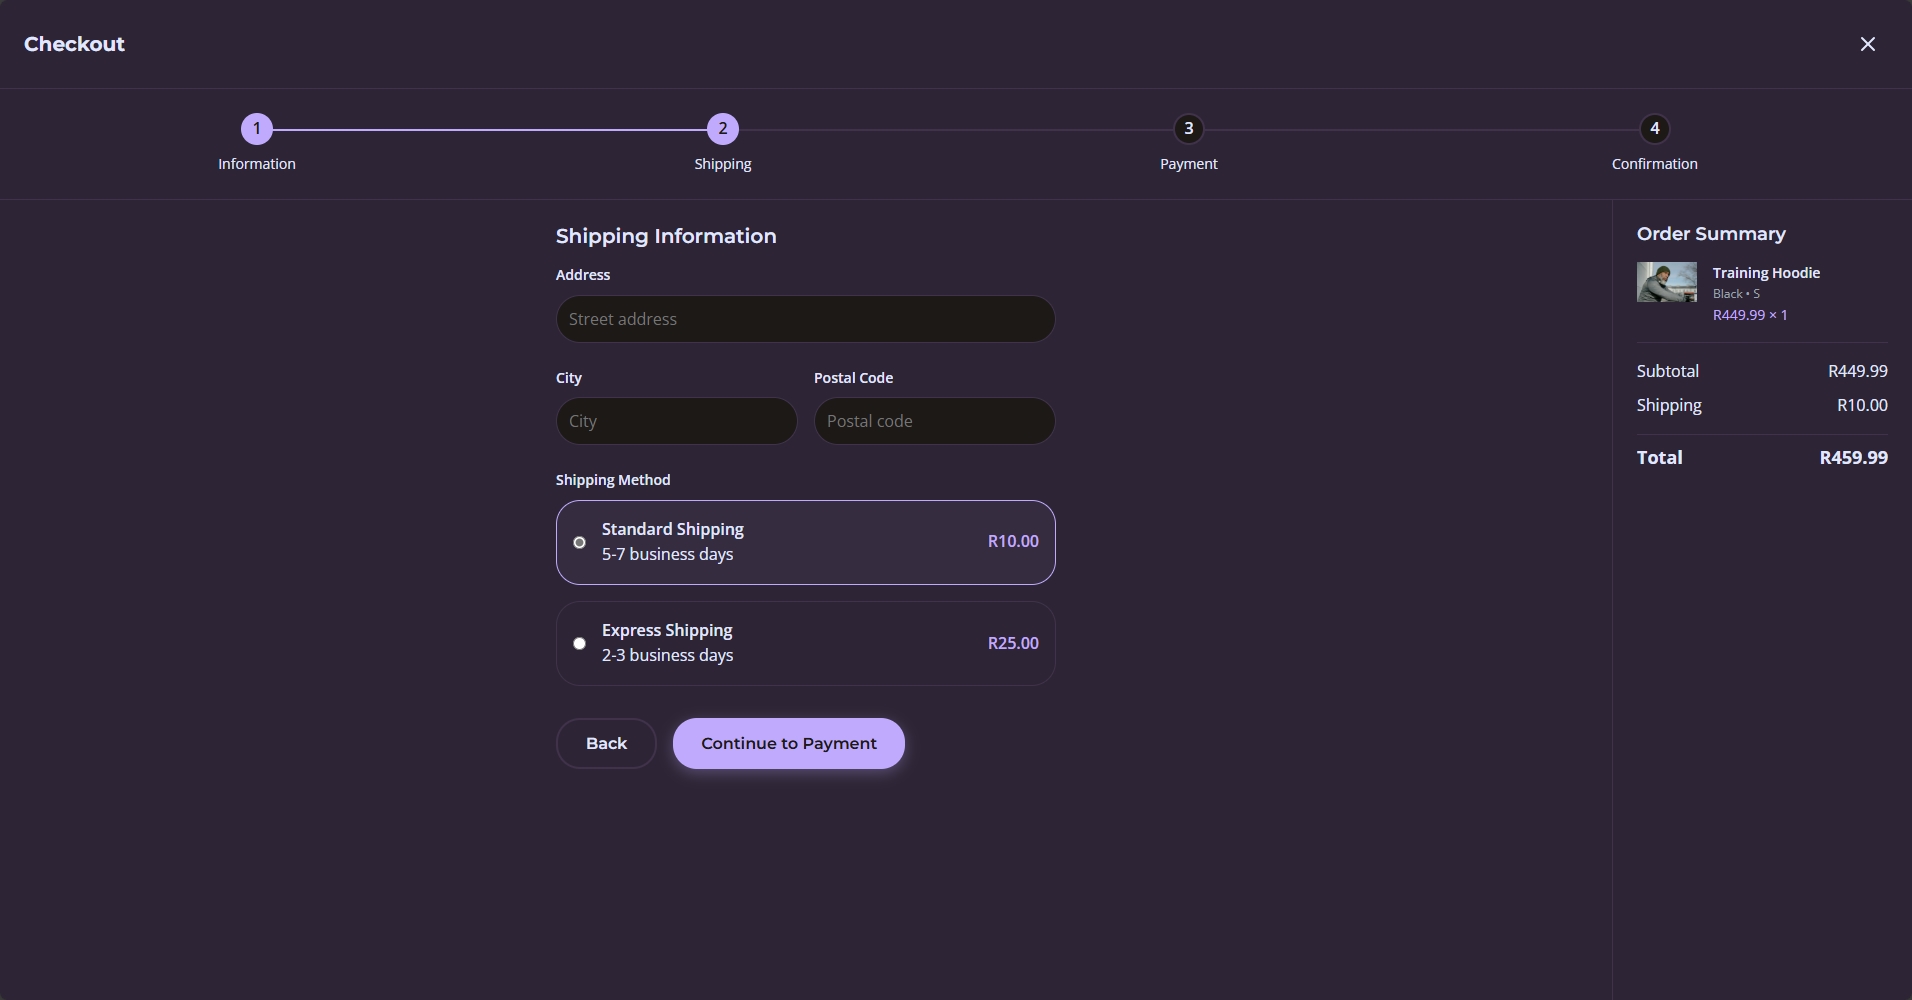 Checkout
1
Information
2
Shipping
3
Payment
4
Confirmation
Shipping Information
Address
Street address
City
Postal Code
City
Postal code
Shipping Method
Standard Shipping
5-7 business days
R10.00
Express Shipping
2-3 business days
R25.00
Back
Continue to Payment
Order Summary
Training Hoodie
Black • S
R449.99 × 1
Subtotal
R449.99
Shipping
R10.00
Total
R459.99